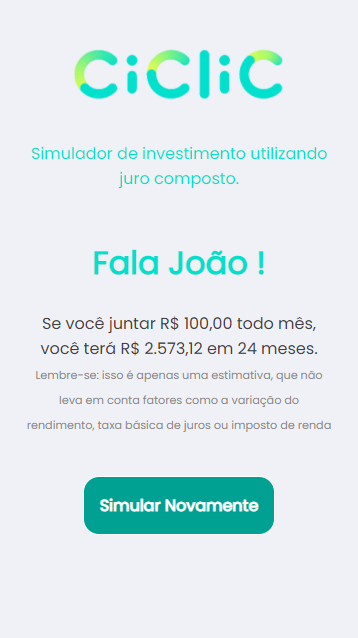 CiCliC
Simulador de investimento utilizando
juro composto.
Fala João !
Se você juntar R$ 100,00 todo mês,
você terá R$ 2.573,12 em 24 meses.
Lembre-se: isso é apenas uma estimativa, que não
leva em conta fatores como a variação do
rendimento, taxa básica de juros ou imposto de renda
Simular Novamente